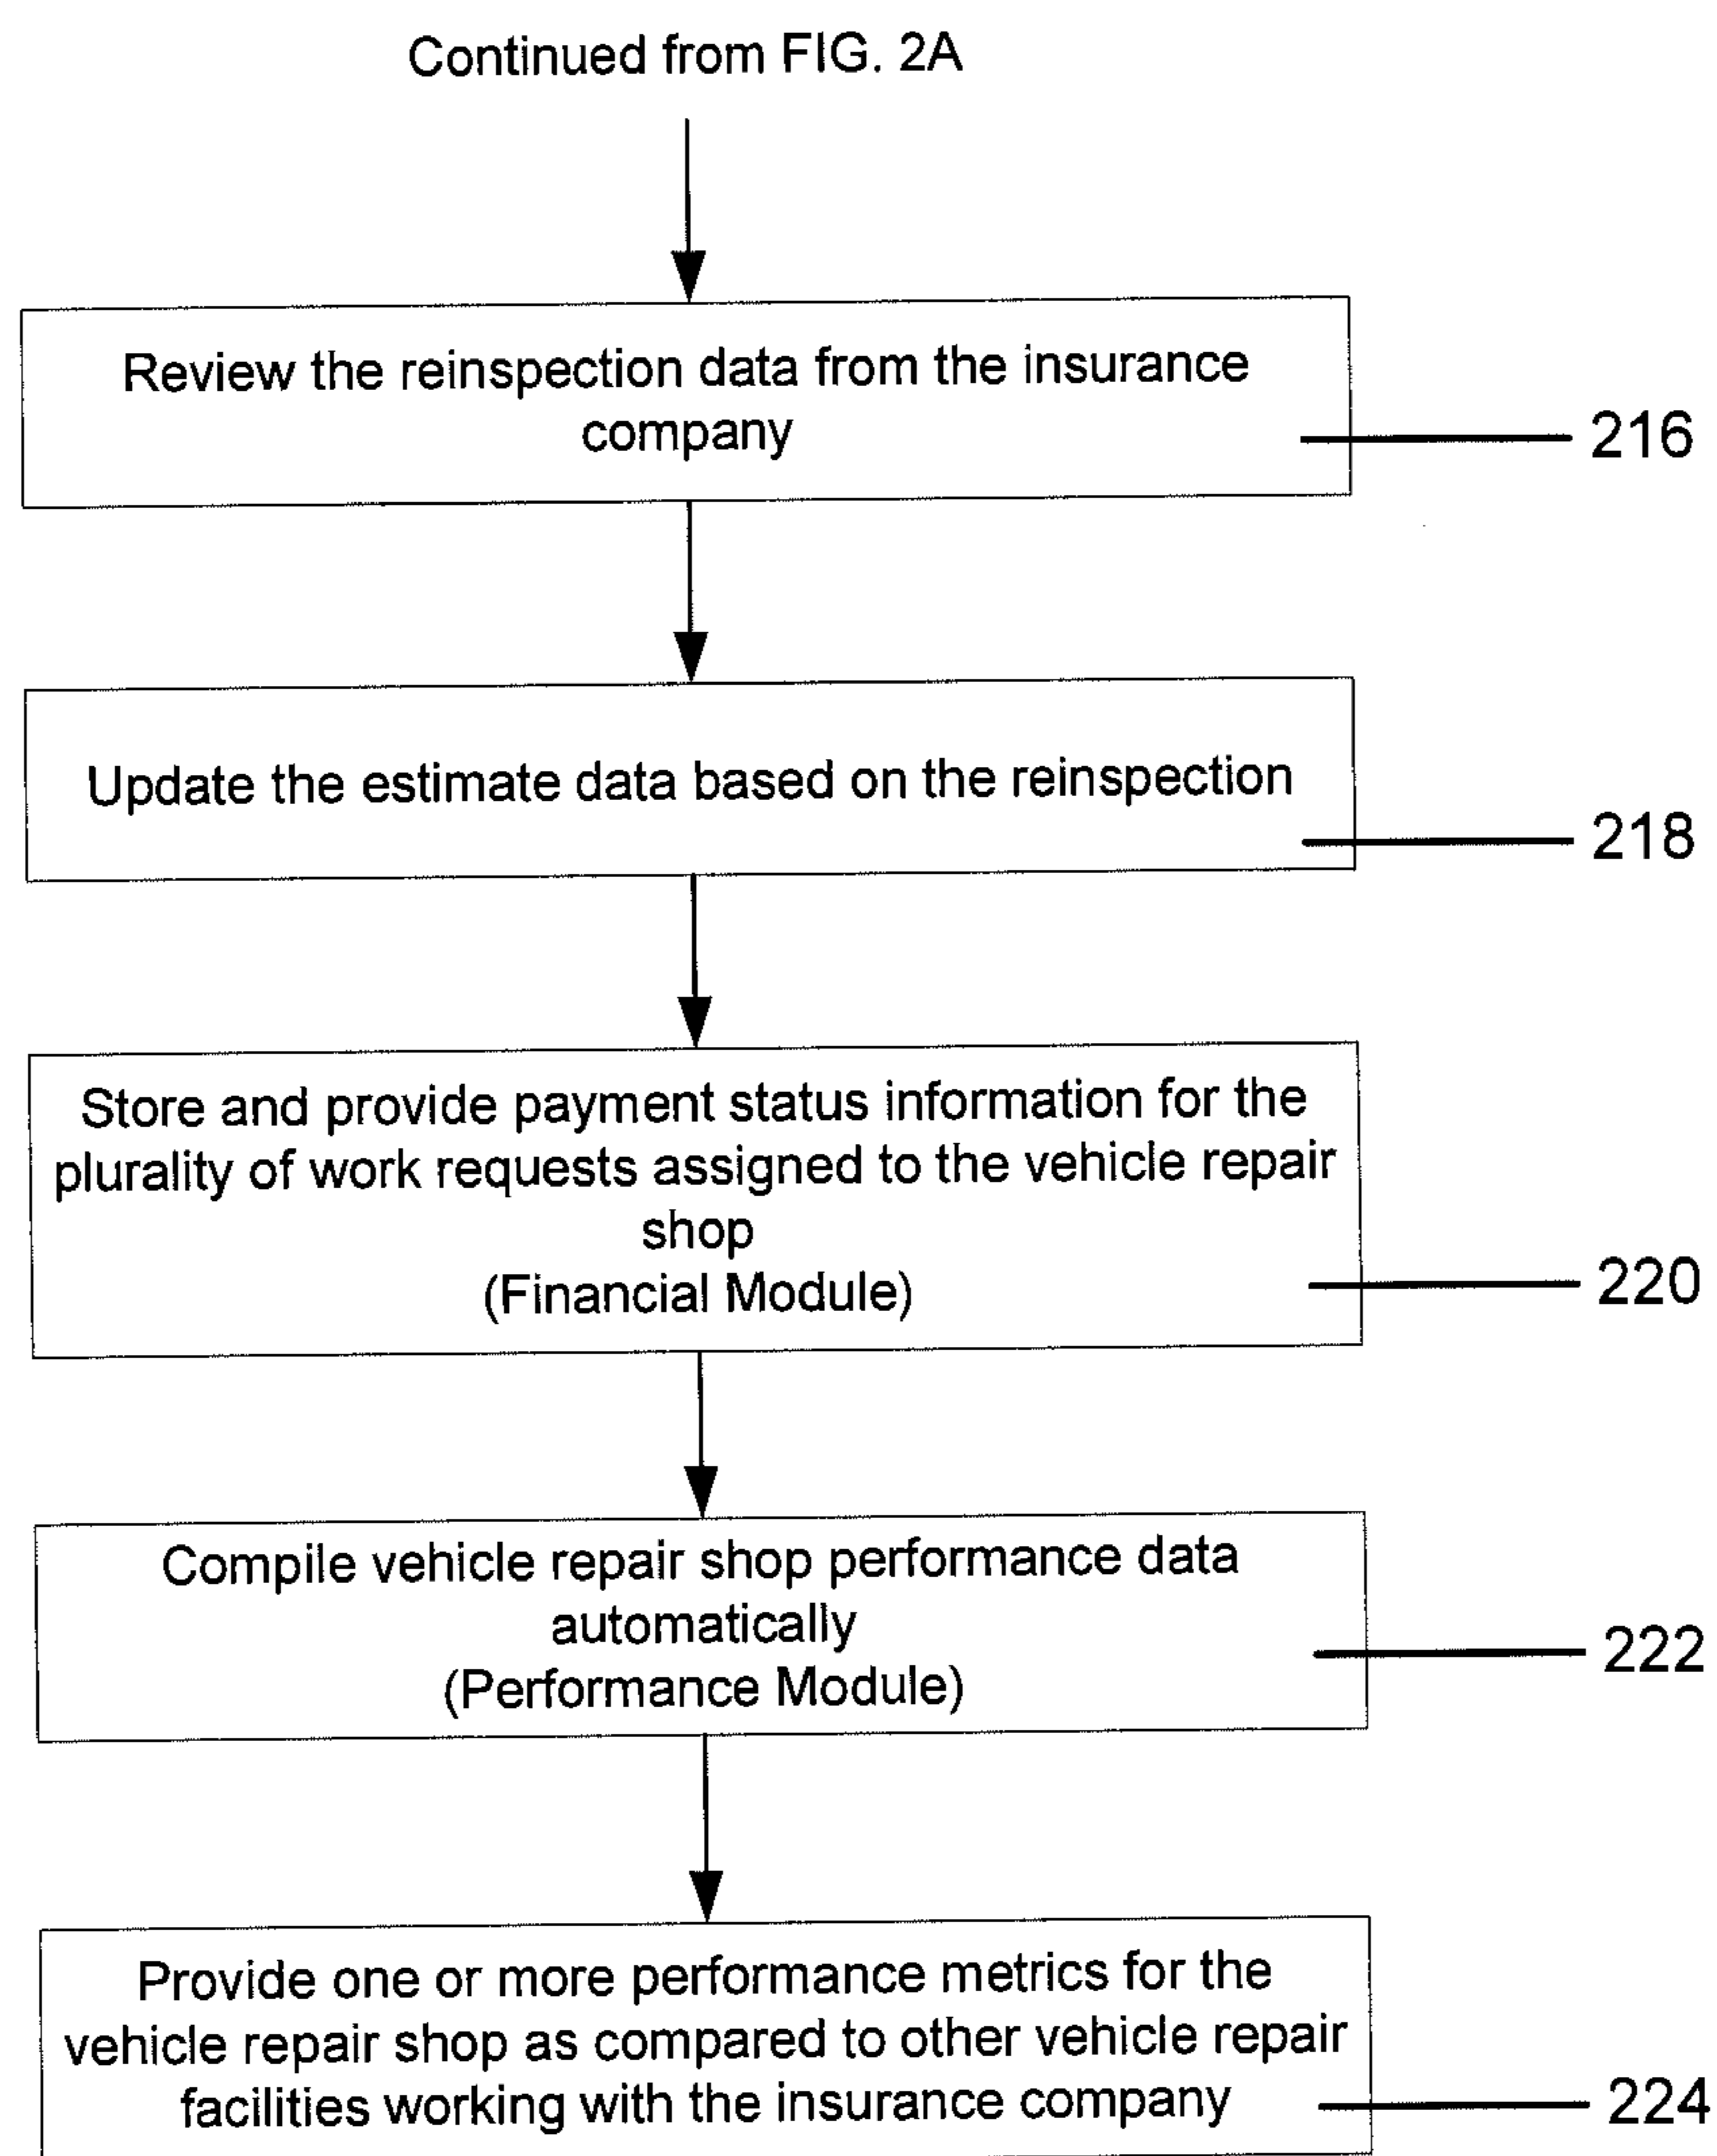 Continued from FIG. 2A
Review the reinspection data from the insurance
company
216
Update the estimate data based on the reinspection
218
Store and provide payment status information for the
plurality of work requests assigned to the vehicle repair
shop
(Financial Module)
220
Compile vehicle repair shop performance data
automatically
(Performance Module)
222
Provide one or more performance metrics for the
vehicle repair shop as compared to other vehicle repair
facilities working with the insurance company
224